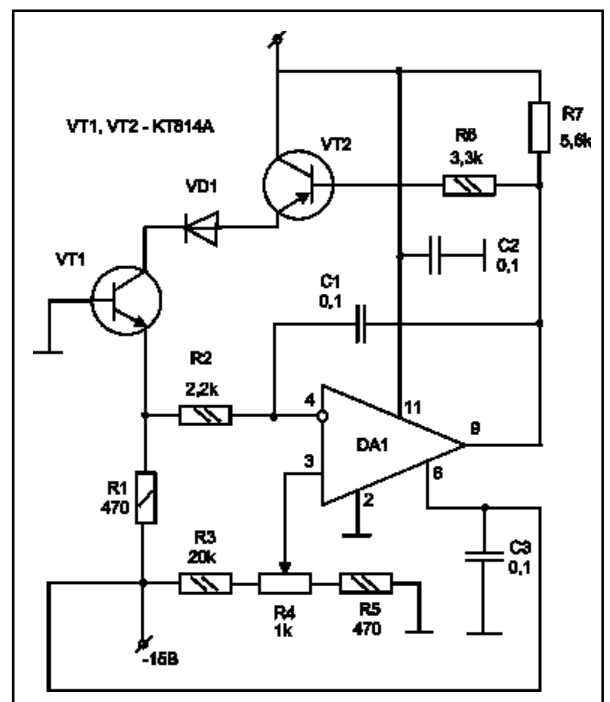 VT1, VT2 - KT814A
VT2
R6
3,3k
R7
5,6k
VD1
VT1
C2
0,1
C1
0,1
R2
2,2k
4
11
DA1
9
3
6
2
R1
470
R3
20k
R4
1k
R5
470
C3
0,1
-15В